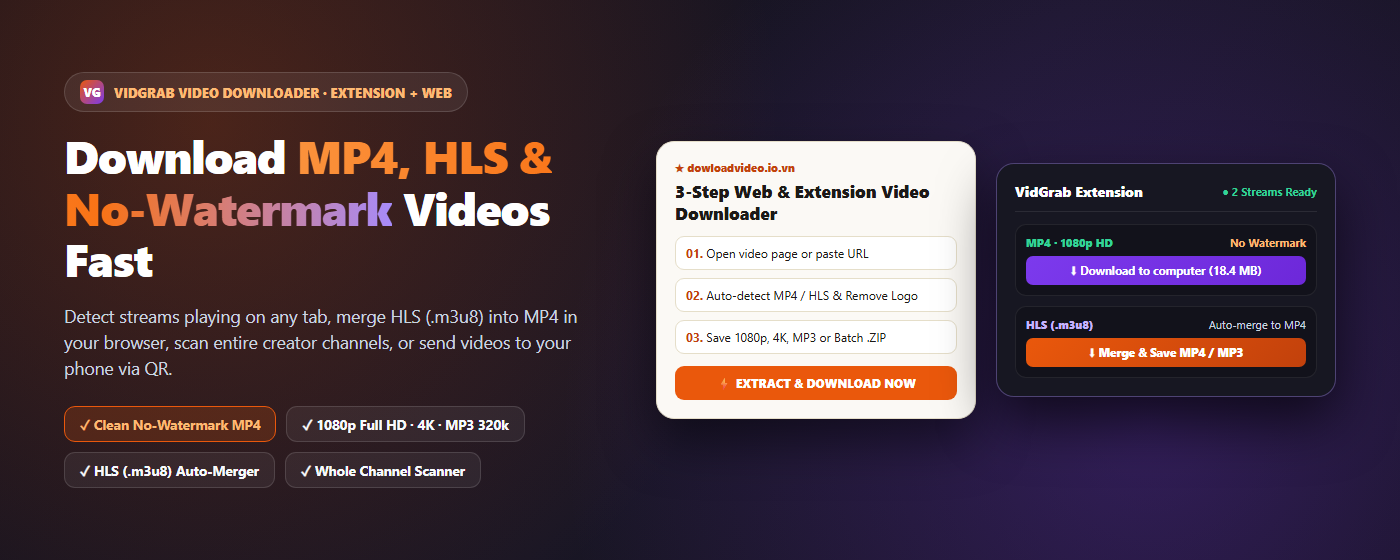 VG VIDGRAB VIDEO DOWNLOADER · EXTENSION + WEB
Download MP4, HLS &
No-Watermark Videos
Fast
Detect streams playing on any tab, merge HLS (.m3u8) into MP4 in
your browser, scan entire creator channels, or send videos to your
phone via QR.
✓ Clean No-Watermark MP4
✓ 1080p Full HD · 4K · MP3 320k
✓ HLS (.m3u8) Auto-Merger
✓ Whole Channel Scanner
★ dowloadvideo.io.vn
3-Step Web & Extension Video
Downloader
01. Open video page or paste URL
02. Auto-detect MP4 / HLS & Remove Logo
03. Save 1080p, 4K, MP3 or Batch .ZIP
⚡ EXTRACT & DOWNLOAD NOW
VidGrab Extension
● 2 Streams Ready
MP4 · 1080p HD
No Watermark
⬇ Download to computer (18.4 MB)
HLS (.m3u8)
Auto-merge to MP4
⬇ Merge & Save MP4 / MP3